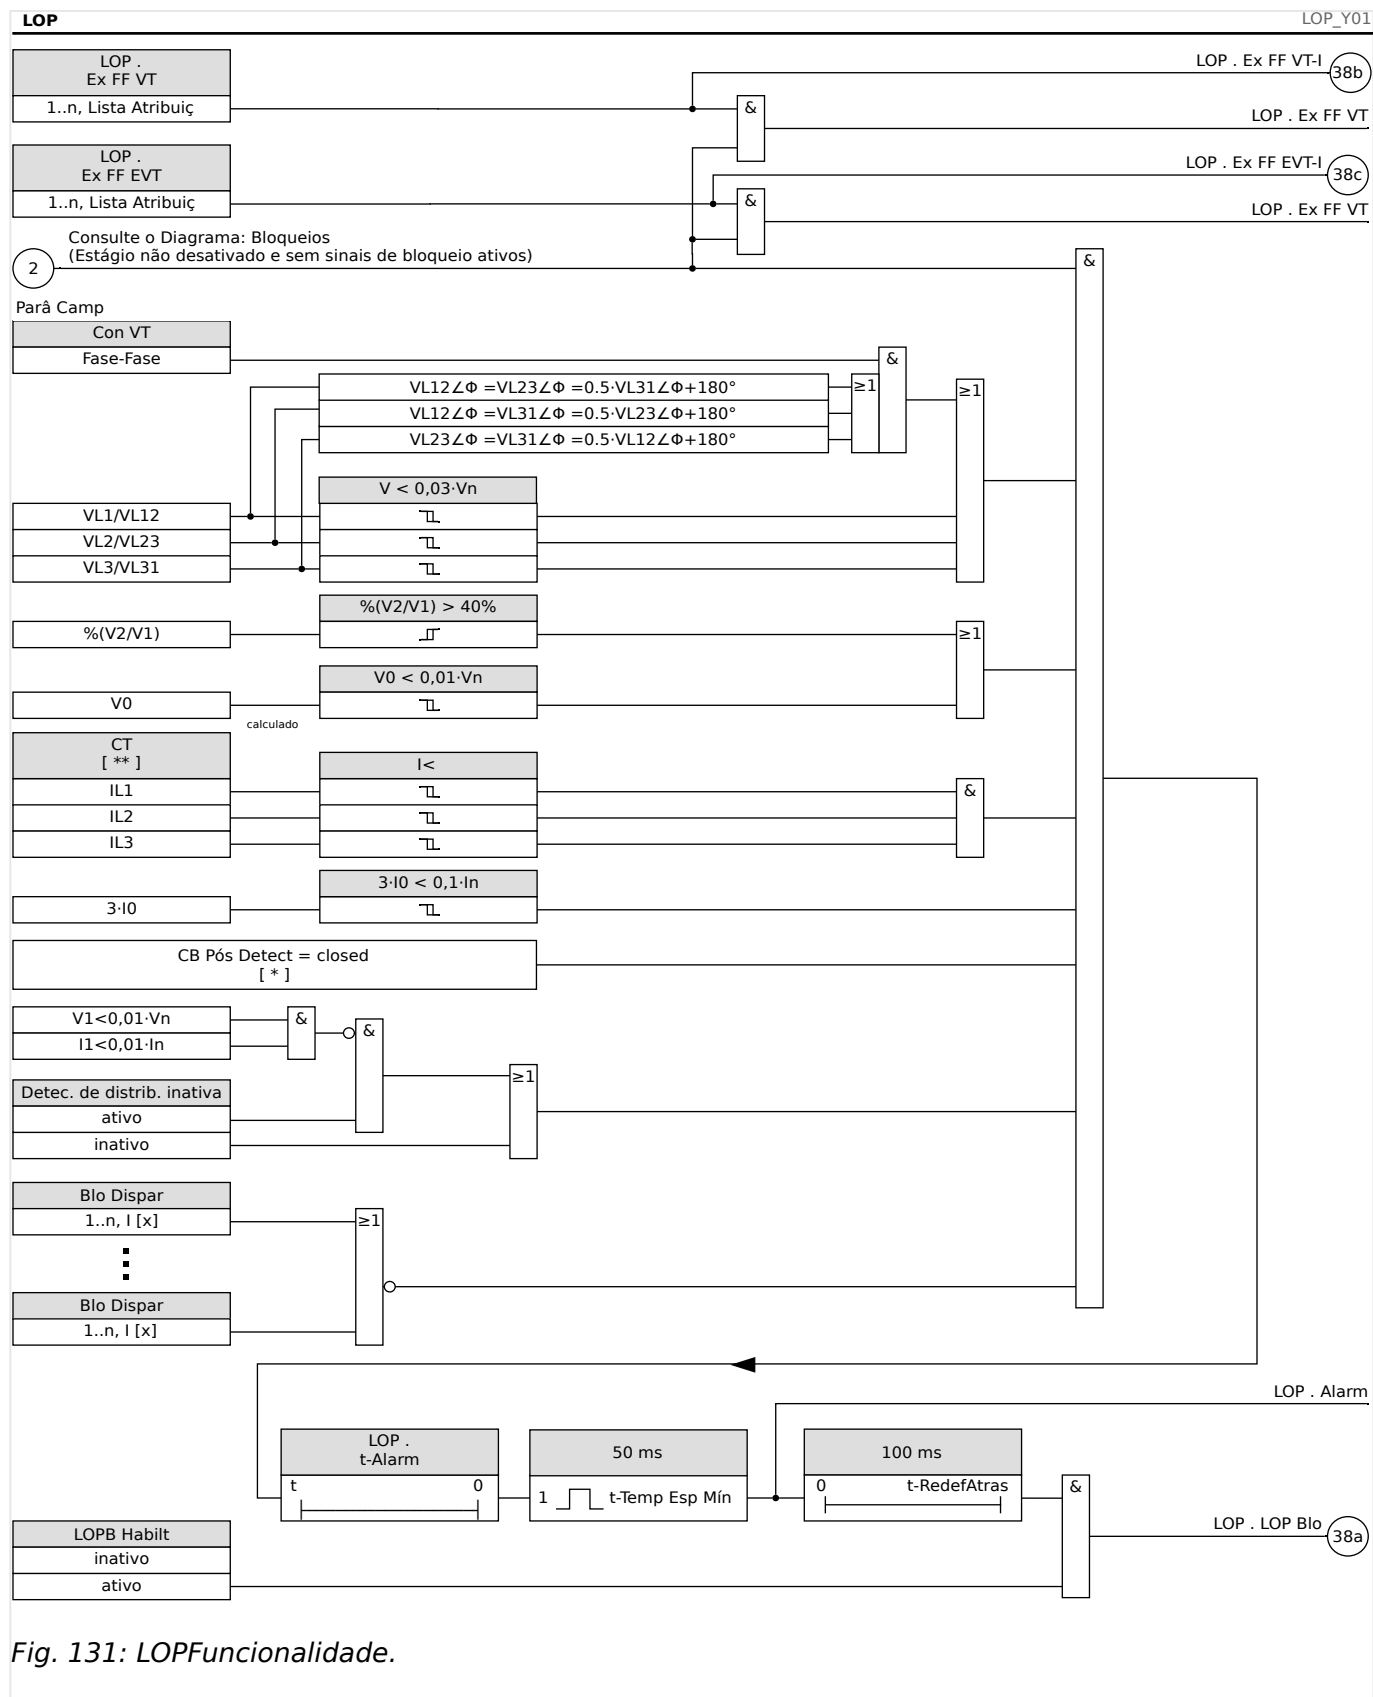 LOP
LOP_Y01
LOP .
Ex FF VT
1..n, Lista Atribuiç
LOP . Ex FF VT-I
38b
&
LOP . Ex FF VT
LOP .
Ex FF EVT
1..n, Lista Atribuiç
LOP . Ex FF EVT-I
38c
&
LOP . Ex FF VT
Consulte o Diagrama: Bloqueios
(Estágio não desativado e sem sinais de bloqueio ativos)
2
&
Parâ Camp
Con VT
Fase-Fase
&
VL12∠Φ =VL23∠Φ =0.5·VL31∠Φ+180°
≥1
≥1
VL12∠Φ =VL31∠Φ =0.5·VL23∠Φ+180°
VL23∠Φ =VL31∠Φ =0.5·VL12∠Φ+180°
V < 0,03·Vn
VL1/VL12
VL2/VL23
VL3/VL31
%(V2/V1) > 40%
%(V2/V1)
≥1
V0 < 0,01·Vn
V0
calculado
CT
[ ** ]
I<
IL1
&
IL2
IL3
3·I0 < 0,1·In
3·I0
CB Pós Detect = closed
[ * ]
V1<0,01·Vn
&
&
I1<0,01·In
≥1
Detec. de distrib. inativa
ativo
inativo
Blo Dispar
1..n, I [x]
≥1
Blo Dispar
1..n, I [x]
LOP . Alarm
LOP .
t-Alarm
50 ms
100 ms
t
0
1
t-Temp Esp Mín
0
t-RedefAtras
&
LOP . LOP Blo
38a
LOPB Habilt
inativo
ativo
Fig. 131: LOPFuncionalidade.